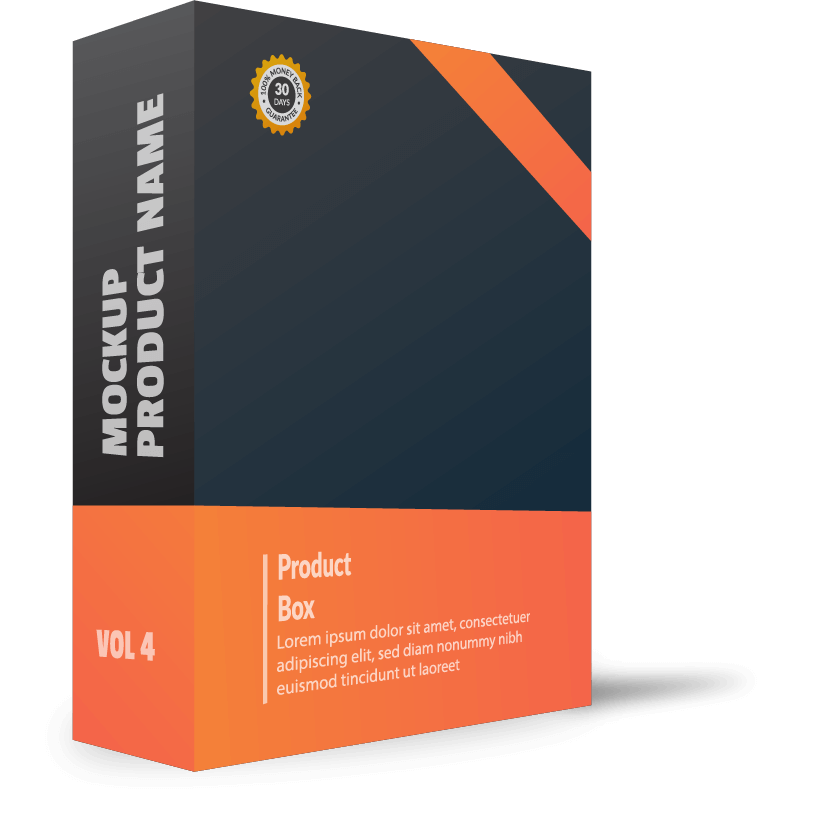 MOCKUP
PRODUCT NAME
VOL 4
100% MONEY BACK
30
DAYS
GUARANTEE
Product
Box
Lorem ipsum dolor sit amet, consectetuer
adipiscing elit, sed diam nonummy nibh
euismod tincidunt ut laoreet